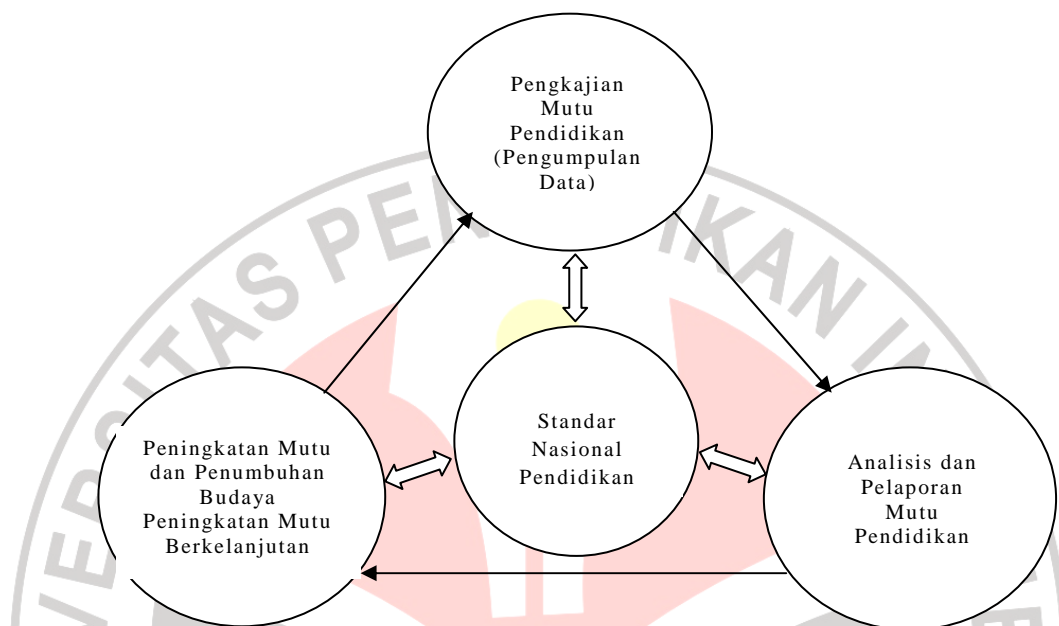 Pengkajian
Mutu
Pendidikan
(Pengumpulan
Data)
Standar
Nasional
Pendidikan
Peningkatan Mutu
dan Penumbuhan
Budaya
Peningkatan Mutu
Berkelanjutan
Analisis dan
Pelaporan
Mutu
Pendidikan